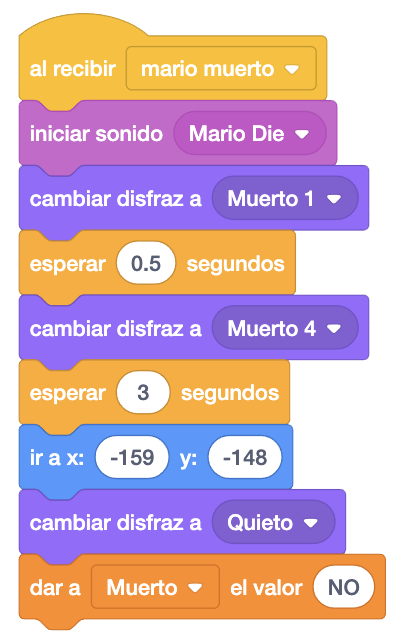 al recibir mario muerto
iniciar sonido Mario Die
cambiar disfraz a Muerto 1
esperar 0.5 segundos
cambiar disfraz a Muerto 4
esperar 3 segundos
ir a x: -159 y: -148
cambiar disfraz a Quieto
dar a Muerto el valor NO